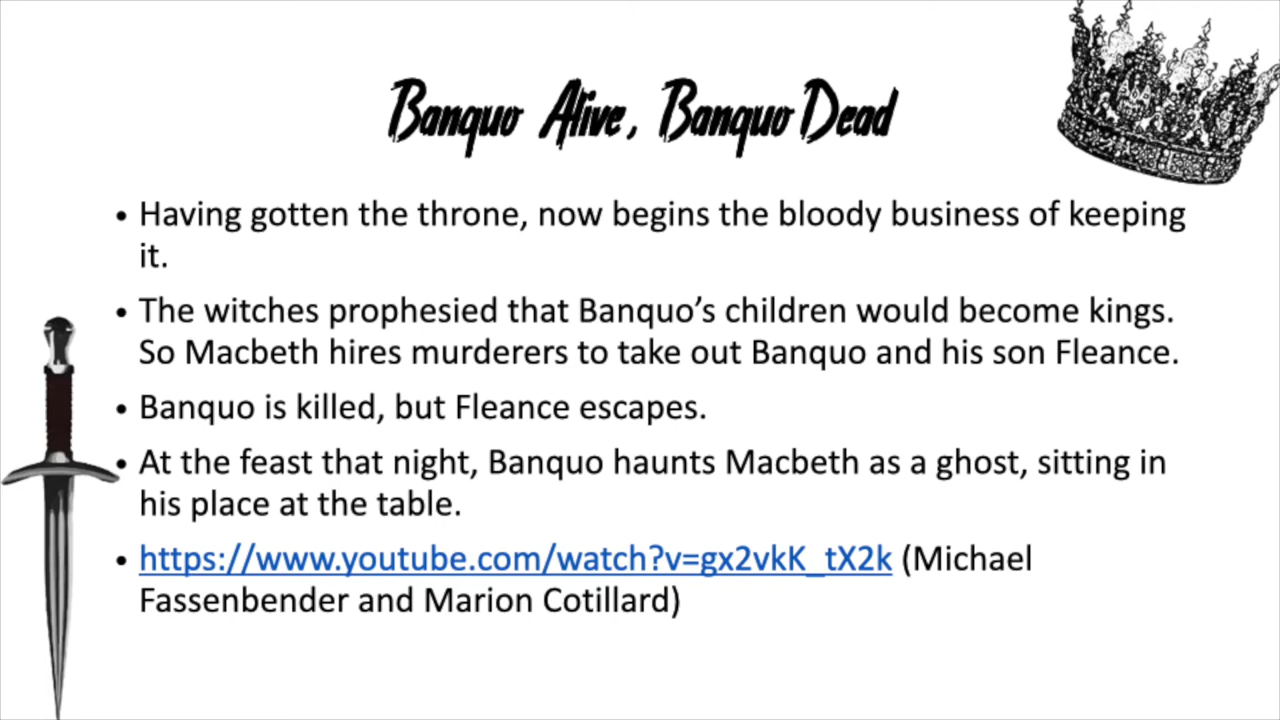 Banquo Alive, Banquo Dead
• Having gotten the throne, now begins the bloody business of keeping
it.
• The witches prophesied that Banquo’s children would become kings.
So Macbeth hires murderers to take out Banquo and his son Fleance.
• Banquo is killed, but Fleance escapes.
• At the feast that night, Banquo haunts Macbeth as a ghost, sitting in
his place at the table.
• https://www.youtube.com/watch?v=gx2vkK_tX2k (Michael
Fassenbender and Marion Cotillard)